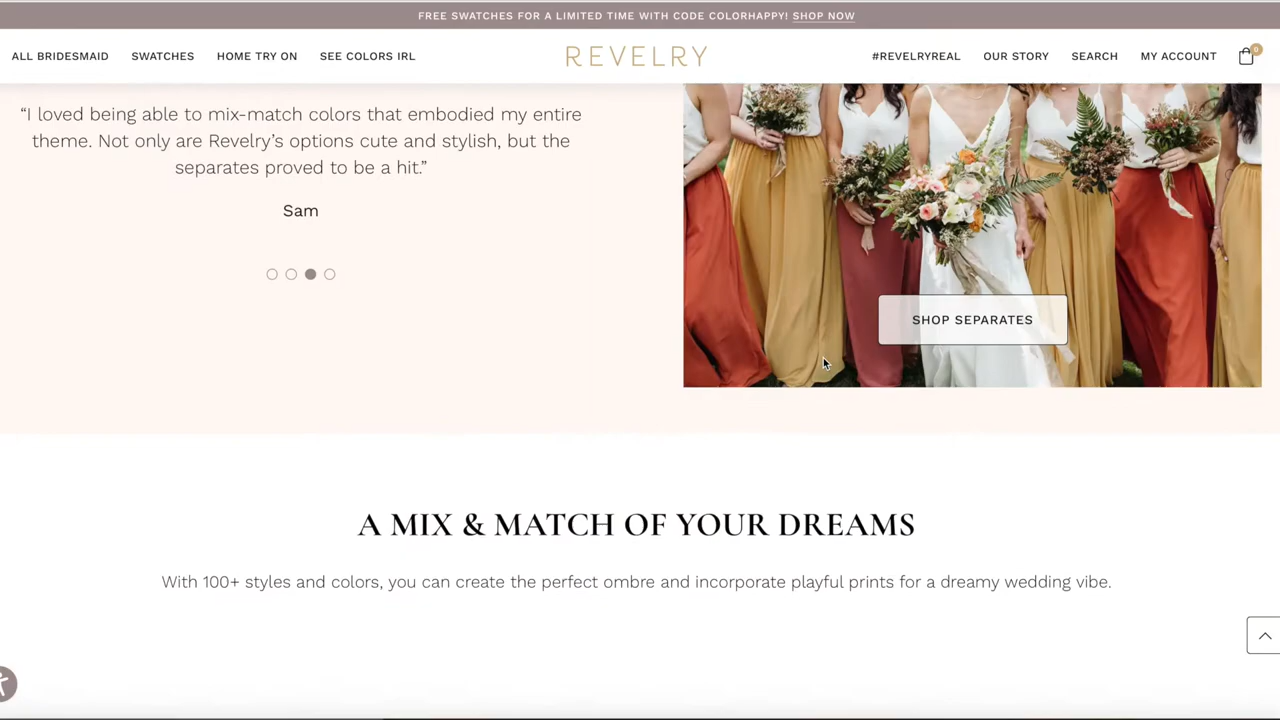 FREE SWATCHES FOR A LIMITED TIME WITH CODE COLORHAPPY! SHOP NOW
ALL BRIDESMAID SWATCHES HOME TRY ON SEE COLORS IRL REVELRY #REVELRYREAL OUR STORY SEARCH MY ACCOUNT 0
“I loved being able to mix-match colors that embodied my entire
theme. Not only are Revelry’s options cute and stylish, but the
separates proved to be a hit.”
Sam
SHOP SEPARATES
A MIX & MATCH OF YOUR DREAMS
With 100+ styles and colors, you can create the perfect ombre and incorporate playful prints for a dreamy wedding vibe.